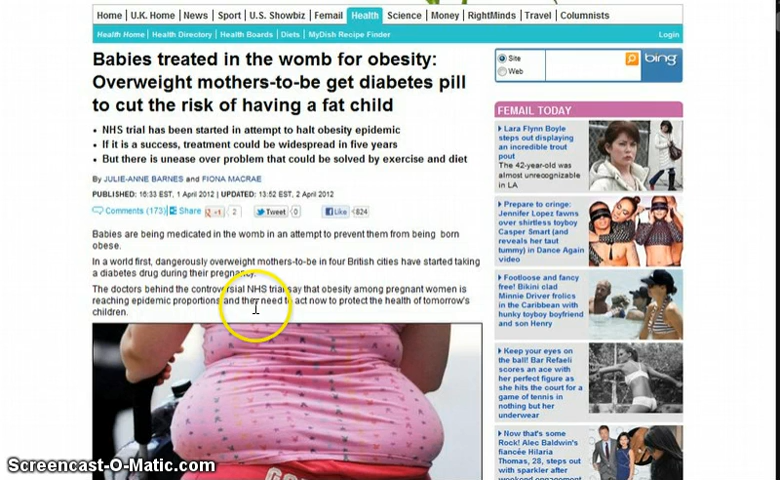 Home | U.K. Home | News | Sport | U.S. Showbiz | Femail | Health | Science | Money | RightMinds | Travel | Columnists
Health Home | Health Directory | Health Boards | Diets | MyDish Recipe Finder
Login
Babies treated in the womb for obesity:
Overweight mothers-to-be get diabetes pill
to cut the risk of having a fat child
• NHS trial has been started in attempt to halt obesity epidemic
• If it is a success, treatment could be widespread in five years
• But there is unease over problem that could be solved by exercise and diet
By JULIE-ANNE BARNES and FIONA MACRAE
PUBLISHED: 16:33 EST, 1 April 2012 | UPDATED: 13:52 EST, 2 April 2012
Comments (173) | Share
+1
2
Tweet
0
Like
824
Babies are being medicated in the womb in an attempt to prevent them from being born
obese.
In a world first, dangerously overweight mothers-to-be in four British cities have started taking
a diabetes drug during their pregnancy.
The doctors behind the controversial NHS trial say that obesity among pregnant women is
reaching epidemic proportions and they need to act now to protect the health of tomorrow's
children.
Site
Web
bing
FEMAIL TODAY
Lara Flynn Boyle
steps out displaying
an incredible trout
pout
The 42-year-old was
almost unrecognizable
in LA
Prepare to cringe:
Jennifer Lopez fawns
over shirtless toyboy
Casper Smart (and
reveals her taut
tummy) in Dance Again
video
Footloose and fancy
free! Bikini clad
Minnie Driver frolics
in the Caribbean with
hunky toyboy boyfriend
and son Henry
Keep your eyes on
the ball! Bar Refaeli
scores an ace with
her perfect figure as
she hits the court for
a game of tennis in
nothing but her
underwear
Now that's some
Rock! Alec Baldwin's
fiancée Hilaria
Thomas, 28, steps out
with sparkler after
weekend engagement
Screencast-O-Matic.com